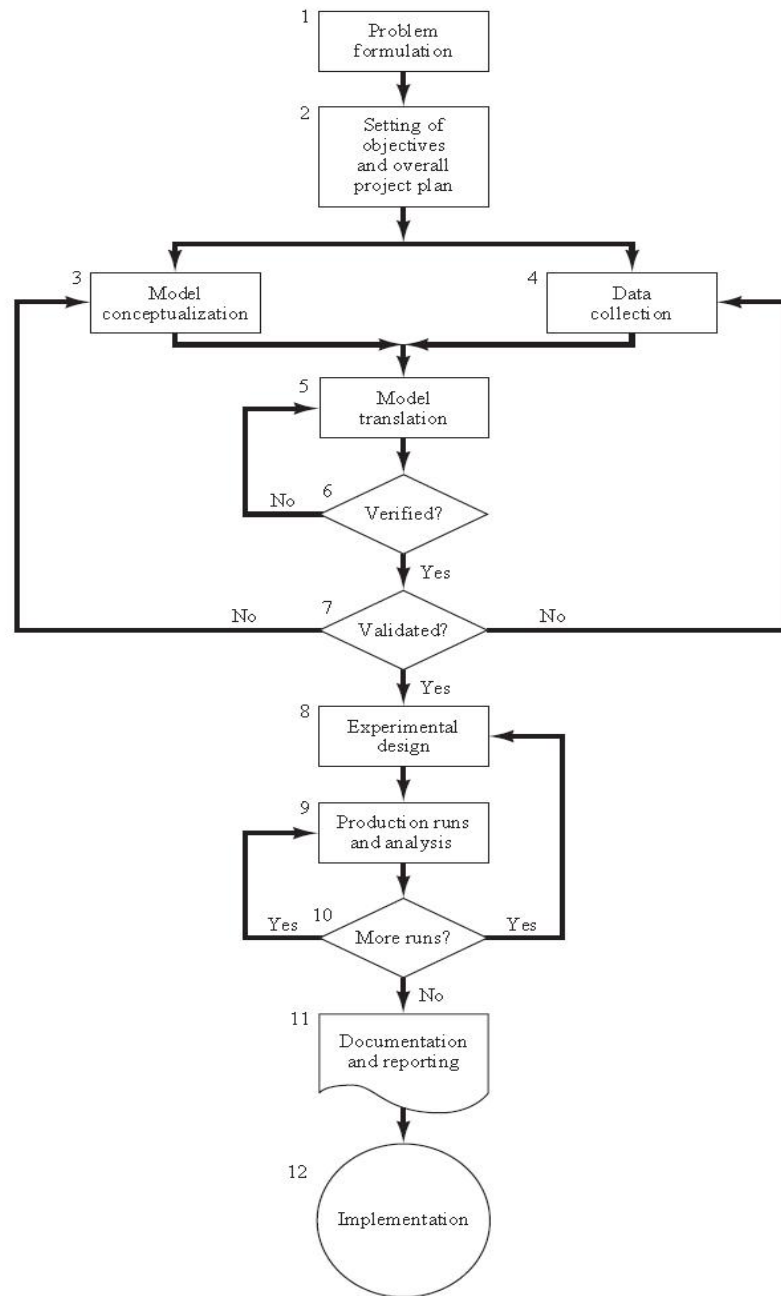 1
Problem
formulation
2
Setting of
objectives
and overall
project plan
3
Model
conceptualization
4
Data
collection
5
Model
translation
6
No
Verified?
Yes
7
No
Validated?
No
Yes
8
Experimental
design
9
Production runs
and analysis
10
Yes
More runs?
Yes
No
11
Documentation
and reporting
12
Implementation